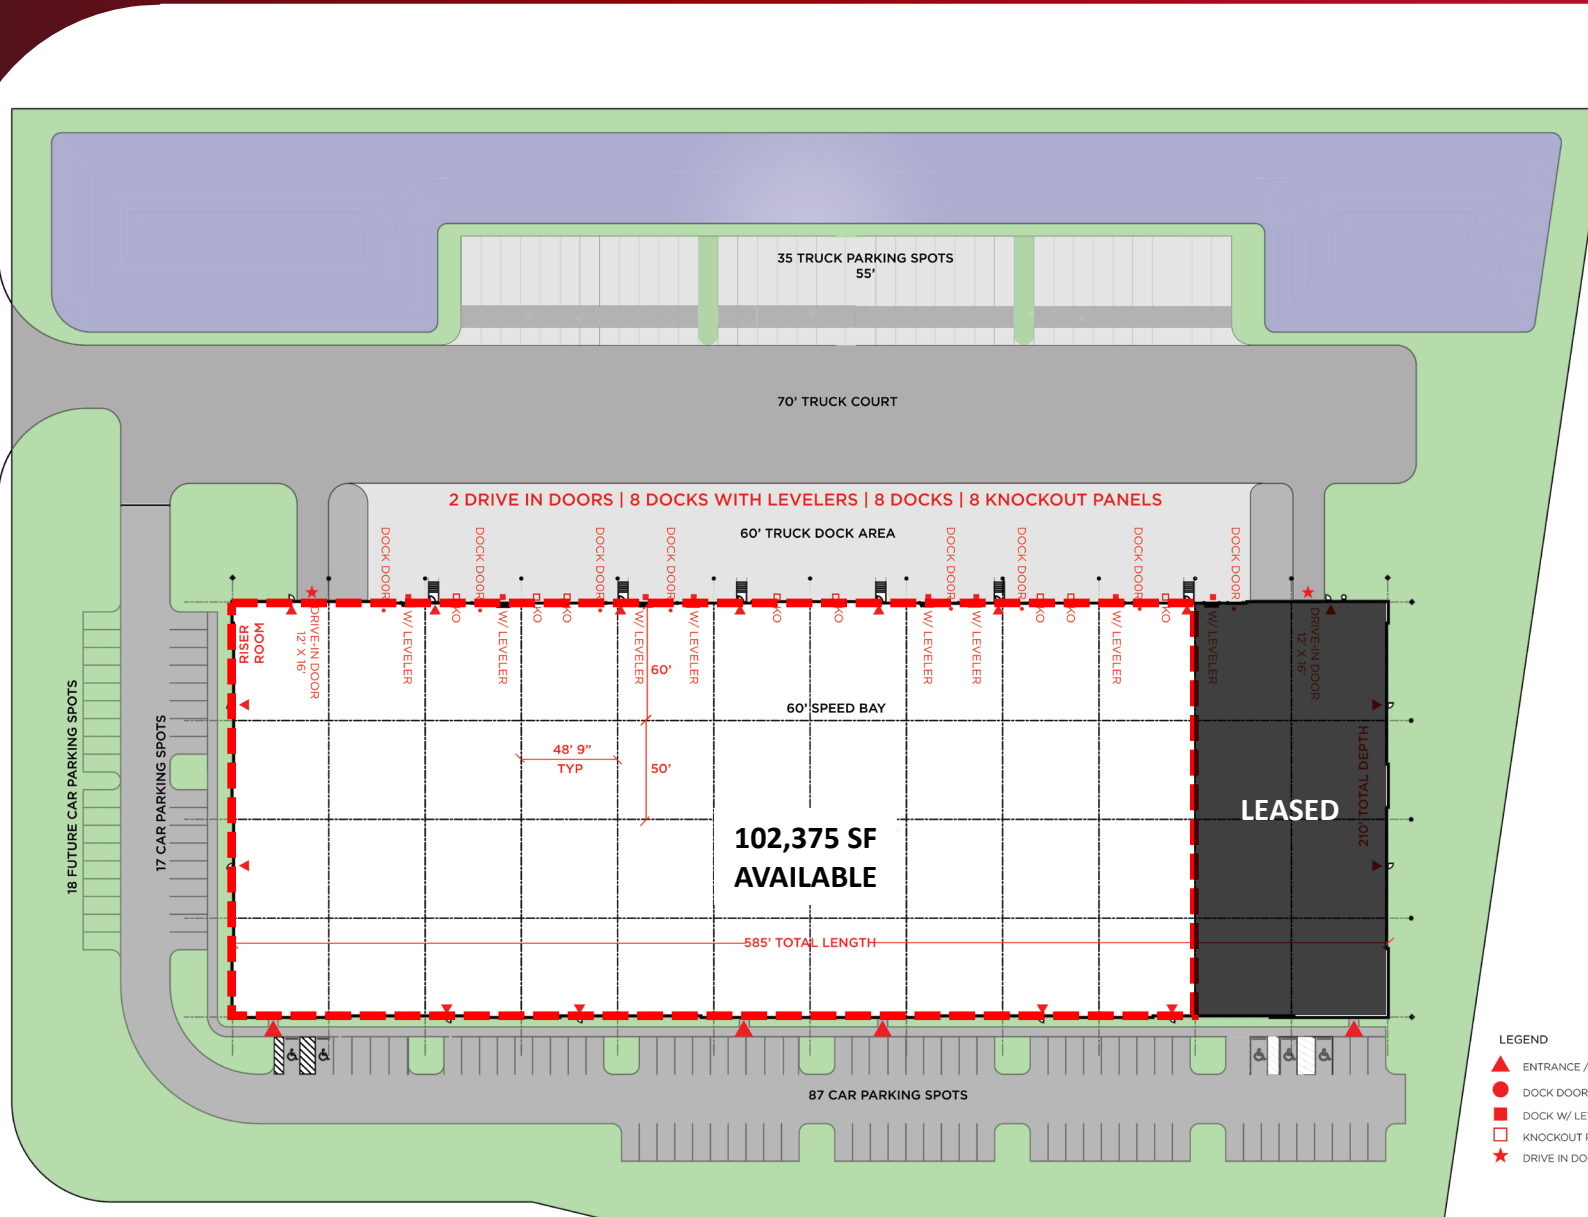 35 TRUCK PARKING SPOTS
55'
70' TRUCK COURT
2 DRIVE IN DOORS | 8 DOCKS WITH LEVELERS | 8 DOCKS | 8 KNOCKOUT PANELS
60' TRUCK DOCK AREA
DOCK DOOR
DOCK DOOR
DOCK DOOR
DOCK DOOR
DOCK DOOR
DOCK DOOR
DOCK DOOR
DOCK DOOR
RISER
ROOM
DRIVE-IN DOOR
12' X 16'
W/ LEVELER
KO
W/ LEVELER
KO
KO
W/ LEVELER
W/ LEVELER
KO
KO
W/ LEVELER
W/ LEVELER
KO
KO
W/ LEVELER
KO
W/ LEVELER
DRIVE-IN DOOR
12' X 16'
60'
60' SPEED BAY
48' 9"
TYP
50'
18 FUTURE CAR PARKING SPOTS
17 CAR PARKING SPOTS
102,375 SF
AVAILABLE
LEASED
210' TOTAL DEPTH
585' TOTAL LENGTH
87 CAR PARKING SPOTS
LEGEND
ENTRANCE /
DOCK DOOR
DOCK W/ LE
KNOCKOUT
DRIVE IN DO